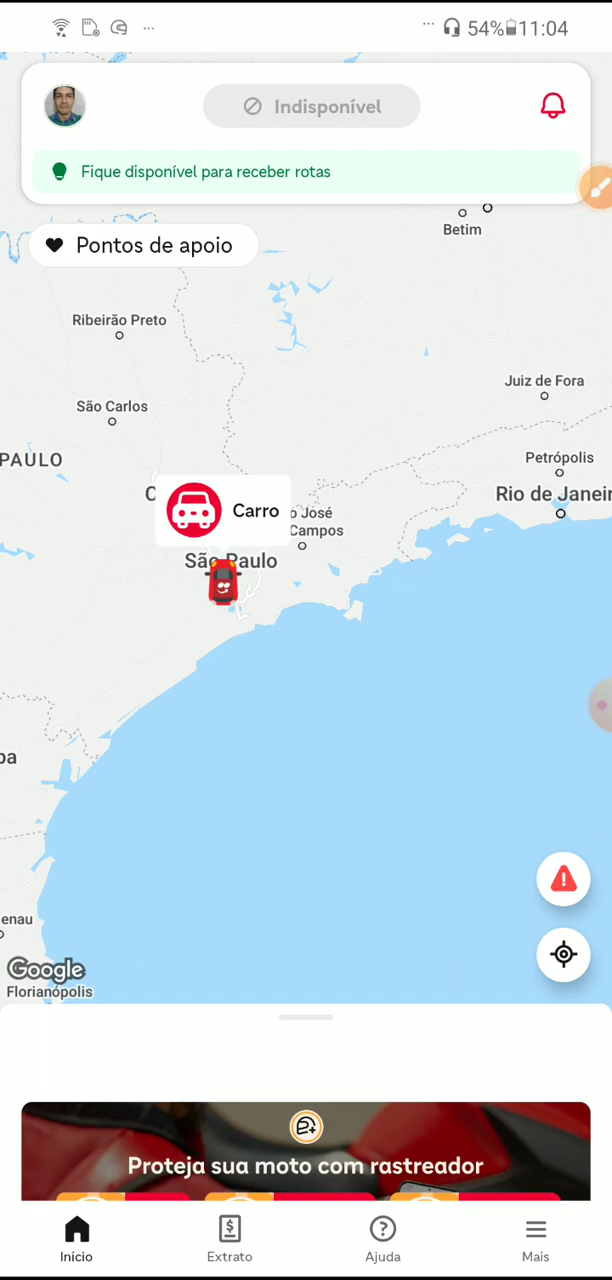 54% 11:04
Indisponível
Fique disponível para receber rotas
Betim
Pontos de apoio
Ribeirão Preto
Juiz de Fora
São Carlos
PAULO
Petrópolis
Rio de Janeir
C
Carro
o José
Campos
São Paulo
ba
enau
Google
Florianópolis
Proteja sua moto com rastreador
Início
Extrato
Ajuda
Mais